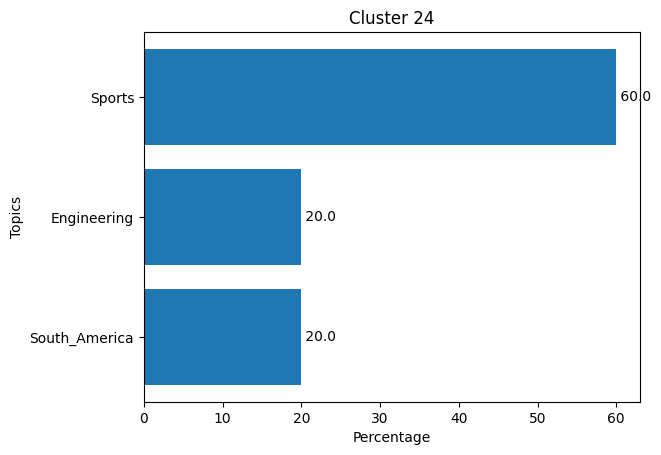 Cluster 24
Topics
Sports
60.0
Engineering
20.0
South_America
20.0
0 10 20 30 40 50 60
Percentage